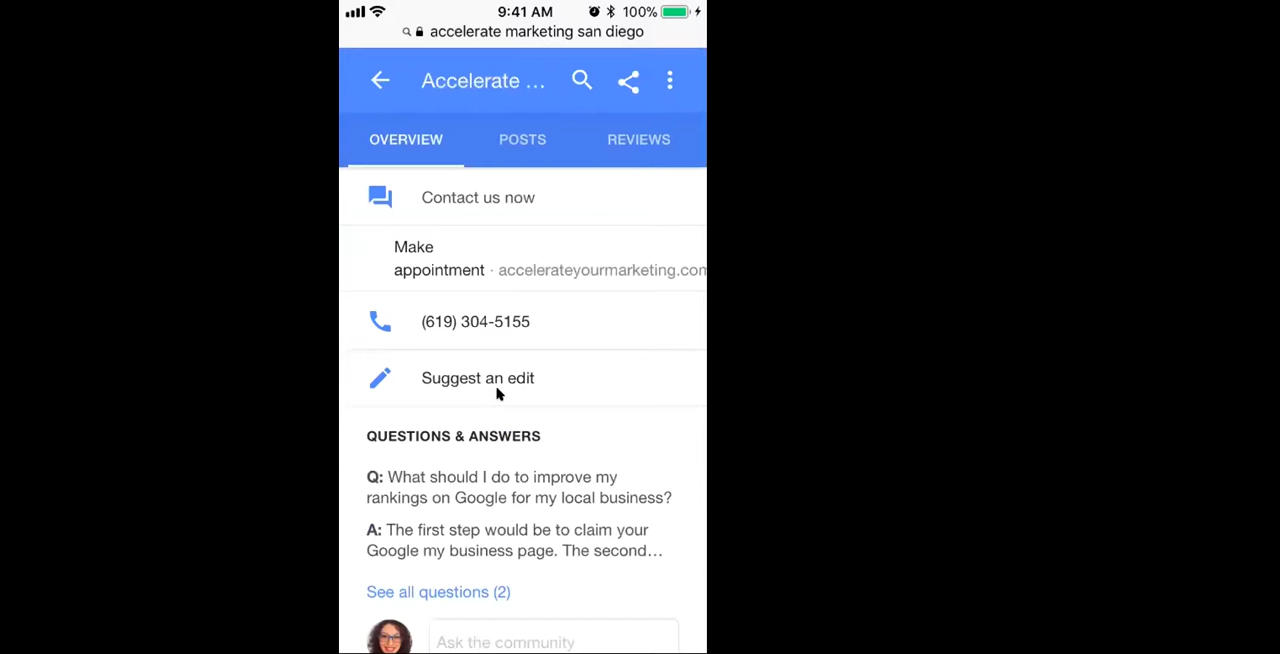 9:41 AM 100%
accelerate marketing san diego
Accelerate ...
OVERVIEW POSTS REVIEWS
Contact us now
Make
appointment · accelerateyourmarketing.com
(619) 304-5155
Suggest an edit
QUESTIONS & ANSWERS
Q: What should I do to improve my
rankings on Google for my local business?
A: The first step would be to claim your
Google my business page. The second...
See all questions (2)
Ask the community